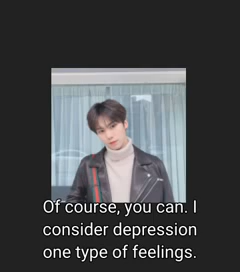 Of course, you can. I
consider depression
one type of feelings.